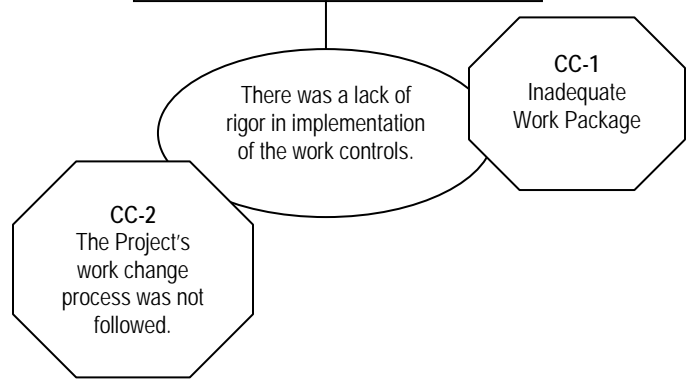 There was a lack of
rigor in implementation
of the work controls.
CC-1
Inadequate
Work Package
CC-2
The Project's
work change
process was not
followed.